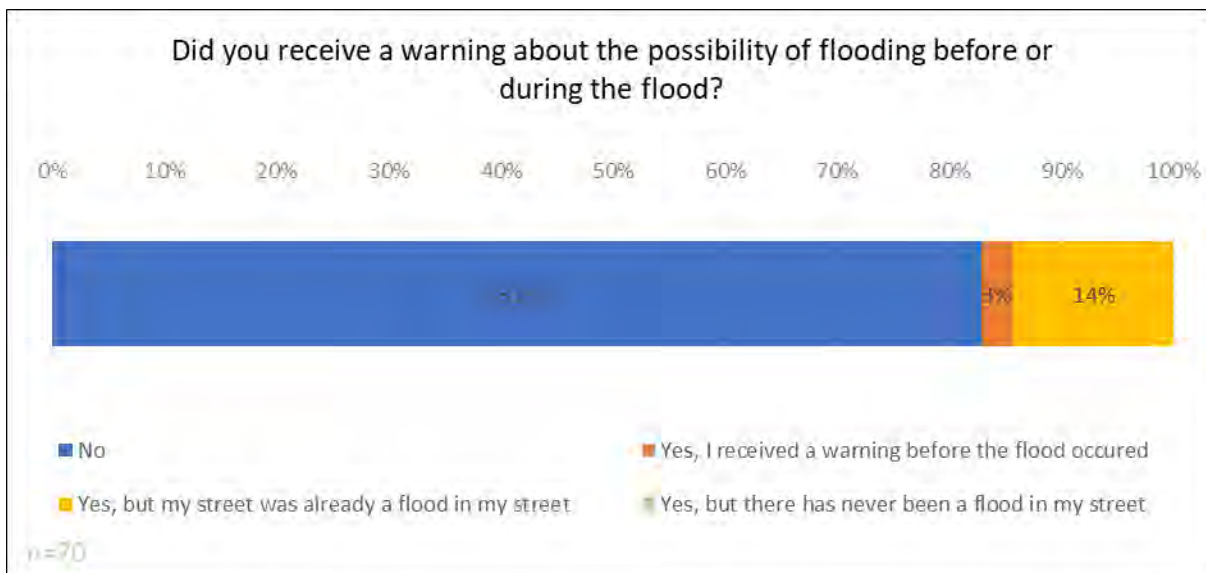 Did you receive a warning about the possibility of flooding before or
during the flood?
0% 10% 20% 30% 40% 50% 60% 70% 80% 90% 100%
3% 14%
No
Yes, I received a warning before the flood occured
Yes, but my street was already a flood in my street
Yes, but there has never been a flood in my street
n=70